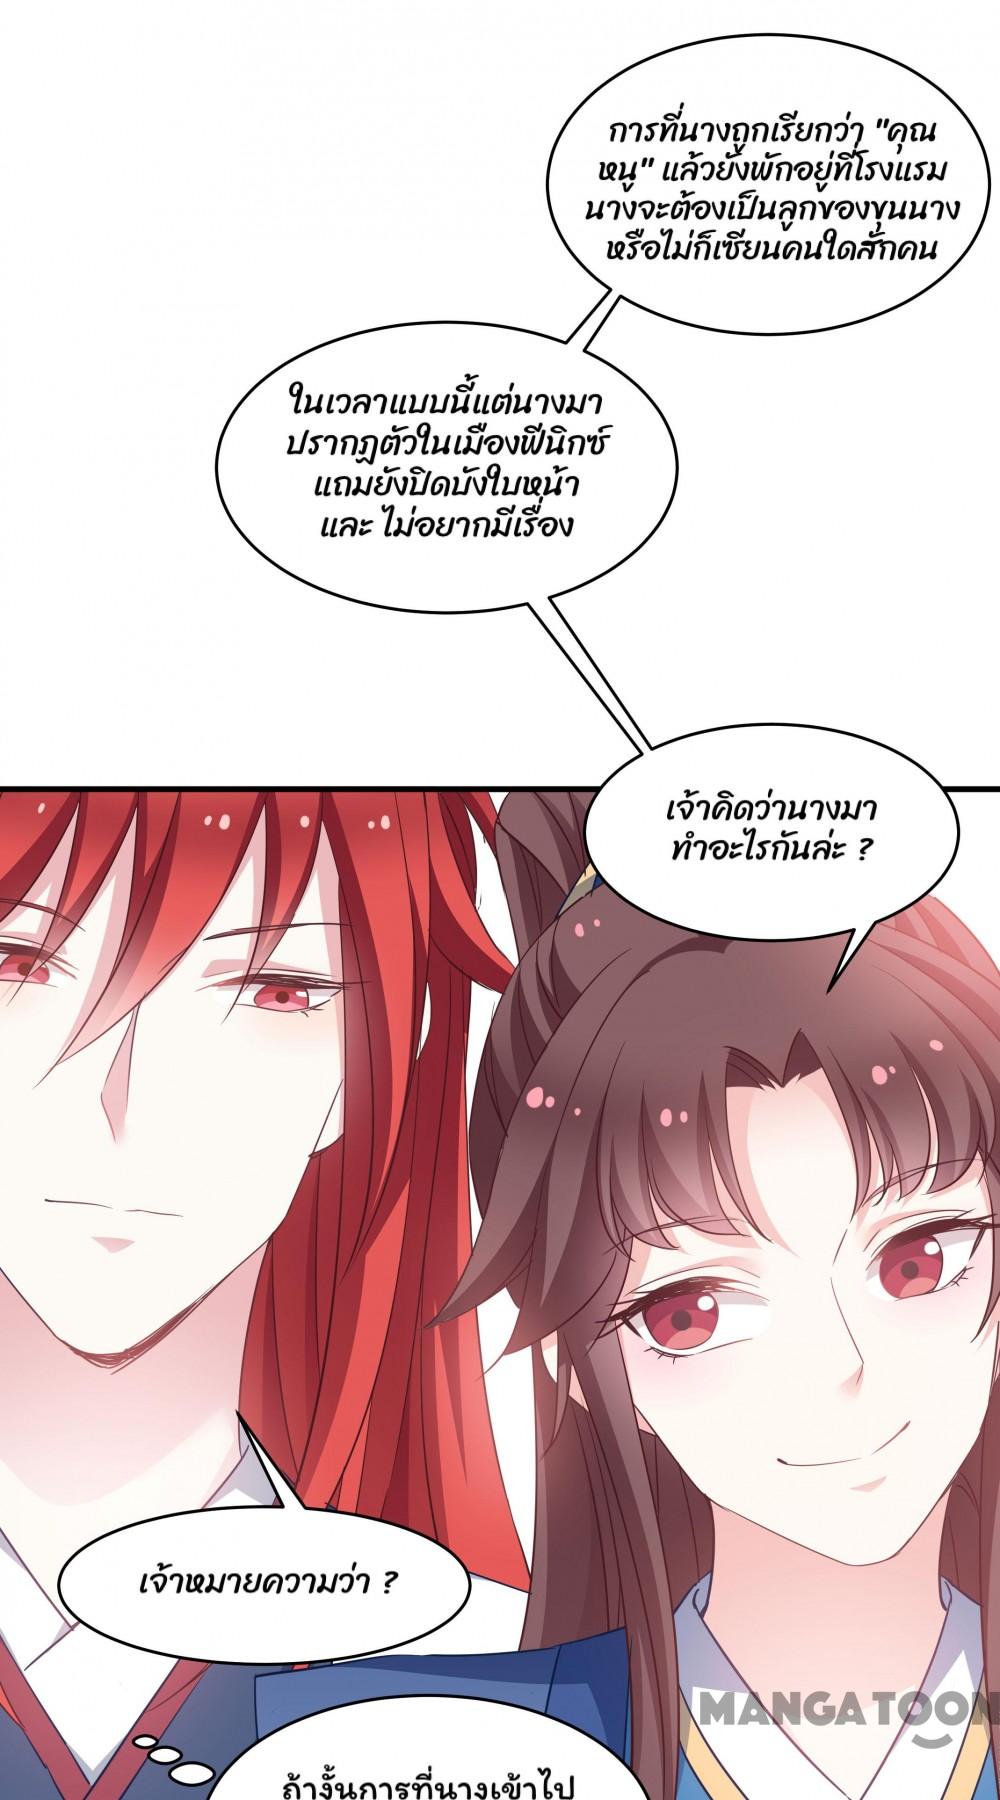 การที่นางถูกเรียกว่า "คุณ
หนู" แล้วยังพักอยู่ที่โรงแรม
นางจะต้องเป็นลูกของขุนนาง
หรือไม่ก็เซียนคนใดสักคน
ในเวลาแบบนี้แต่นางมา
ปรากฏตัวในเมืองฟีนิกซ์
แถมยังปิดบังใบหน้า
และ ไม่อยากมีเรื่อง
เจ้าคิดว่านางมา
ทำอะไรกันล่ะ ?
เจ้าหมายความว่า ?
MANGATOON
ถ้างั้นการที่นางเข้าไป